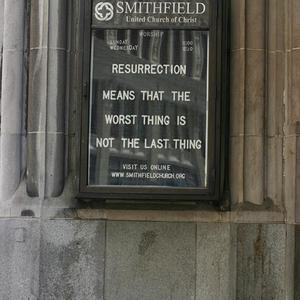 SMITHFIELD
United Church of Christ
WORSHIP
SUNDAY
WEDNESDAY
RESURRECTION
MEANS THAT THE
WORST THING IS
NOT THE LAST THING
VISIT US ONLINE
WWW.SMITHFIELDCHURCH.ORG